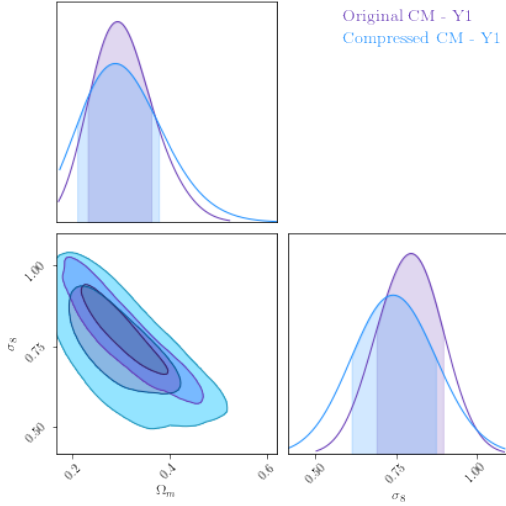 Original CM - Y1
Compressed CM - Y1
1.00
0.75
0.50
σ8
0.2
0.4
0.6
Ωm
0.50
0.75
1.00
σ8